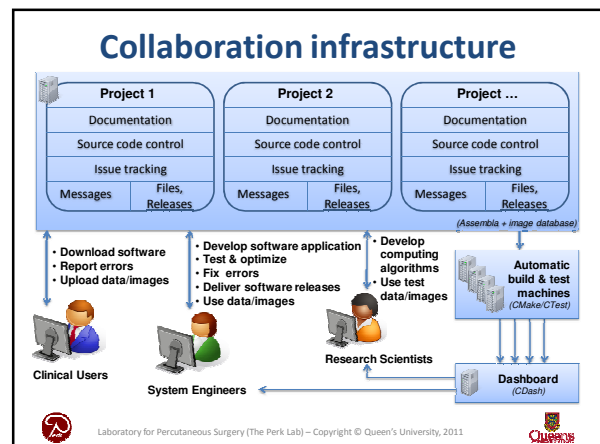 Collaboration infrastructure
Project 1
Documentation
Source code control
Issue tracking
Messages
Files,
Releases
Project 2
Documentation
Source code control
Issue tracking
Messages
Files,
Releases
Project ...
Documentation
Source code control
Issue tracking
Messages
Files,
Releases
(Assembla + image database)
• Download software
• Report errors
• Upload data/images
• Develop software application
• Test & optimize
• Fix errors
• Deliver software releases
• Use data/images
• Develop
computing
algorithms
• Use test
data/images
Automatic
build & test
machines
(CMake/CTest)
Clinical Users
System Engineers
Research Scientists
Dashboard
(CDash)
Laboratory for Percutaneous Surgery (The Perk Lab) – Copyright © Queen's University, 2011
Queen's